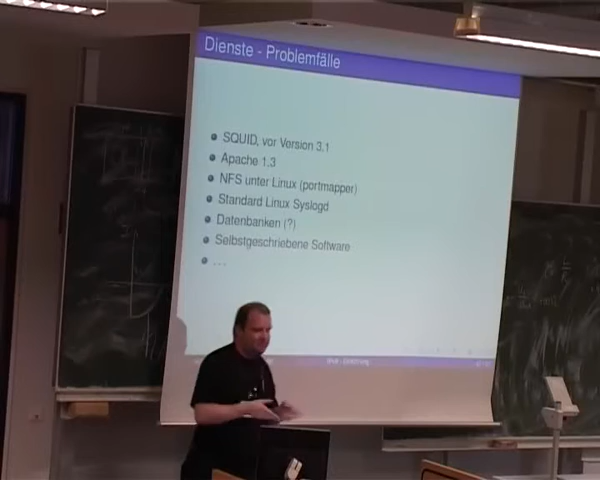 Dienste - Problemfälle
SQUID, vor Version 3.1
Apache 1.3
NFS unter Linux (portmapper)
Standard Linux Syslogd
Datenbanken (?)
Selbstgeschriebene Software
...